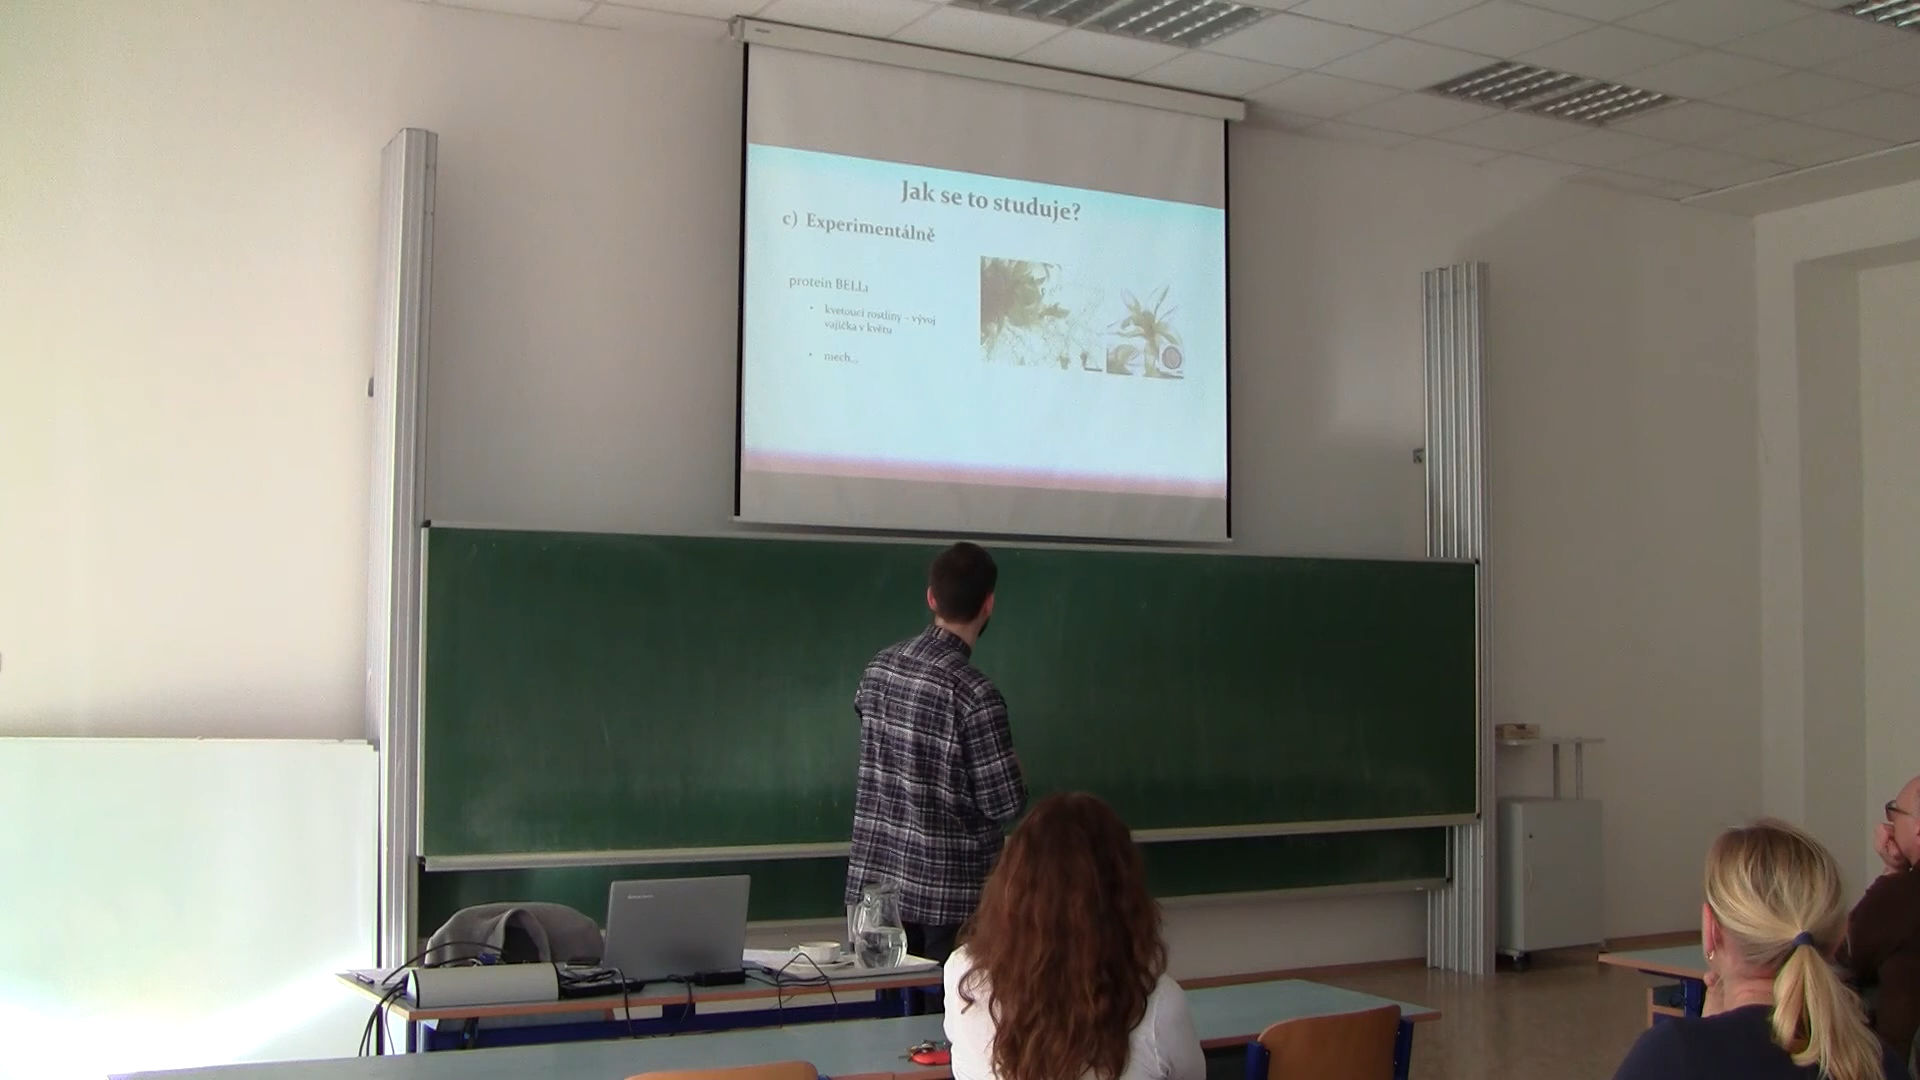 Jak se to studuje?
c) Experimentálně
protein BELL1
• kvetoucí rostliny – vývoj
vajíčka v květu
• mech...